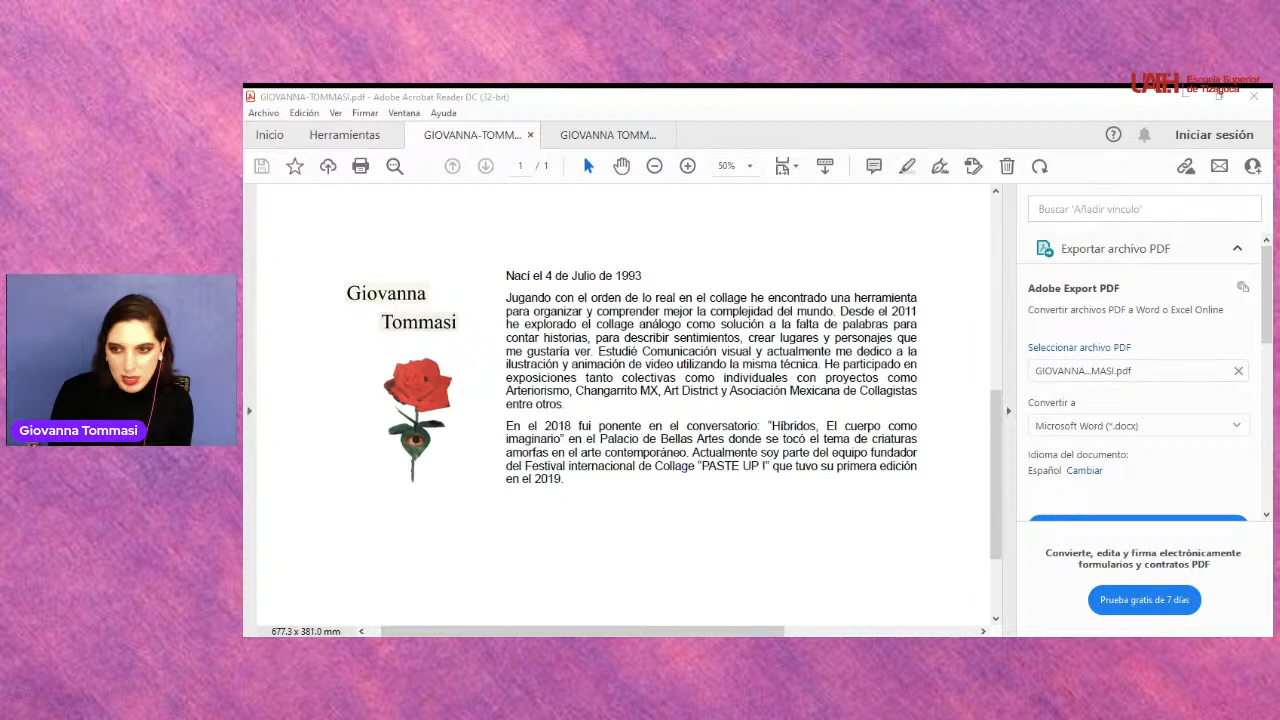 UAEH Escuela Superior
de Tizayuca
GIOVANNA-TOMMASI.pdf - Adobe Acrobat Reader DC (32-bit)
Archivo Edición Ver Firmar Ventana Ayuda
Inicio Herramientas GIOVANNA-TOMM... × GIOVANNA TOMM... Iniciar sesión
1 / 1 50%
Buscar 'Añadir vínculo'
Exportar archivo PDF
Adobe Export PDF
Convertir archivos PDF a Word o Excel Online
Seleccionar archivo PDF
GIOVANNA...MASI.pdf
Convertir a
Microsoft Word (*.docx)
Idioma del documento:
Español Cambiar
Convierte, edita y firma electrónicamente
formularios y contratos PDF
Prueba gratis de 7 días
Giovanna
Tommasi
Nací el 4 de Julio de 1993
Jugando con el orden de lo real en el collage he encontrado una herramienta
para organizar y comprender mejor la complejidad del mundo. Desde el 2011
he explorado el collage análogo como solución a la falta de palabras para
contar historias, para describir sentimientos, crear lugares y personajes que
me gustaría ver. Estudié Comunicación visual y actualmente me dedico a la
ilustración y animación de video utilizando la misma técnica. He participado en
exposiciones tanto colectivas como individuales con proyectos como
Arteriorismo, Changarrito MX, Art District y Asociación Mexicana de Collagistas
entre otros.
En el 2018 fui ponente en el conversatorio: "Híbridos, El cuerpo como
imaginario" en el Palacio de Bellas Artes donde se tocó el tema de criaturas
amorfas en el arte contemporáneo. Actualmente soy parte del equipo fundador
del Festival internacional de Collage "PASTE UP !" que tuvo su primera edición
en el 2019.
677.3 x 381.0 mm
Giovanna Tommasi